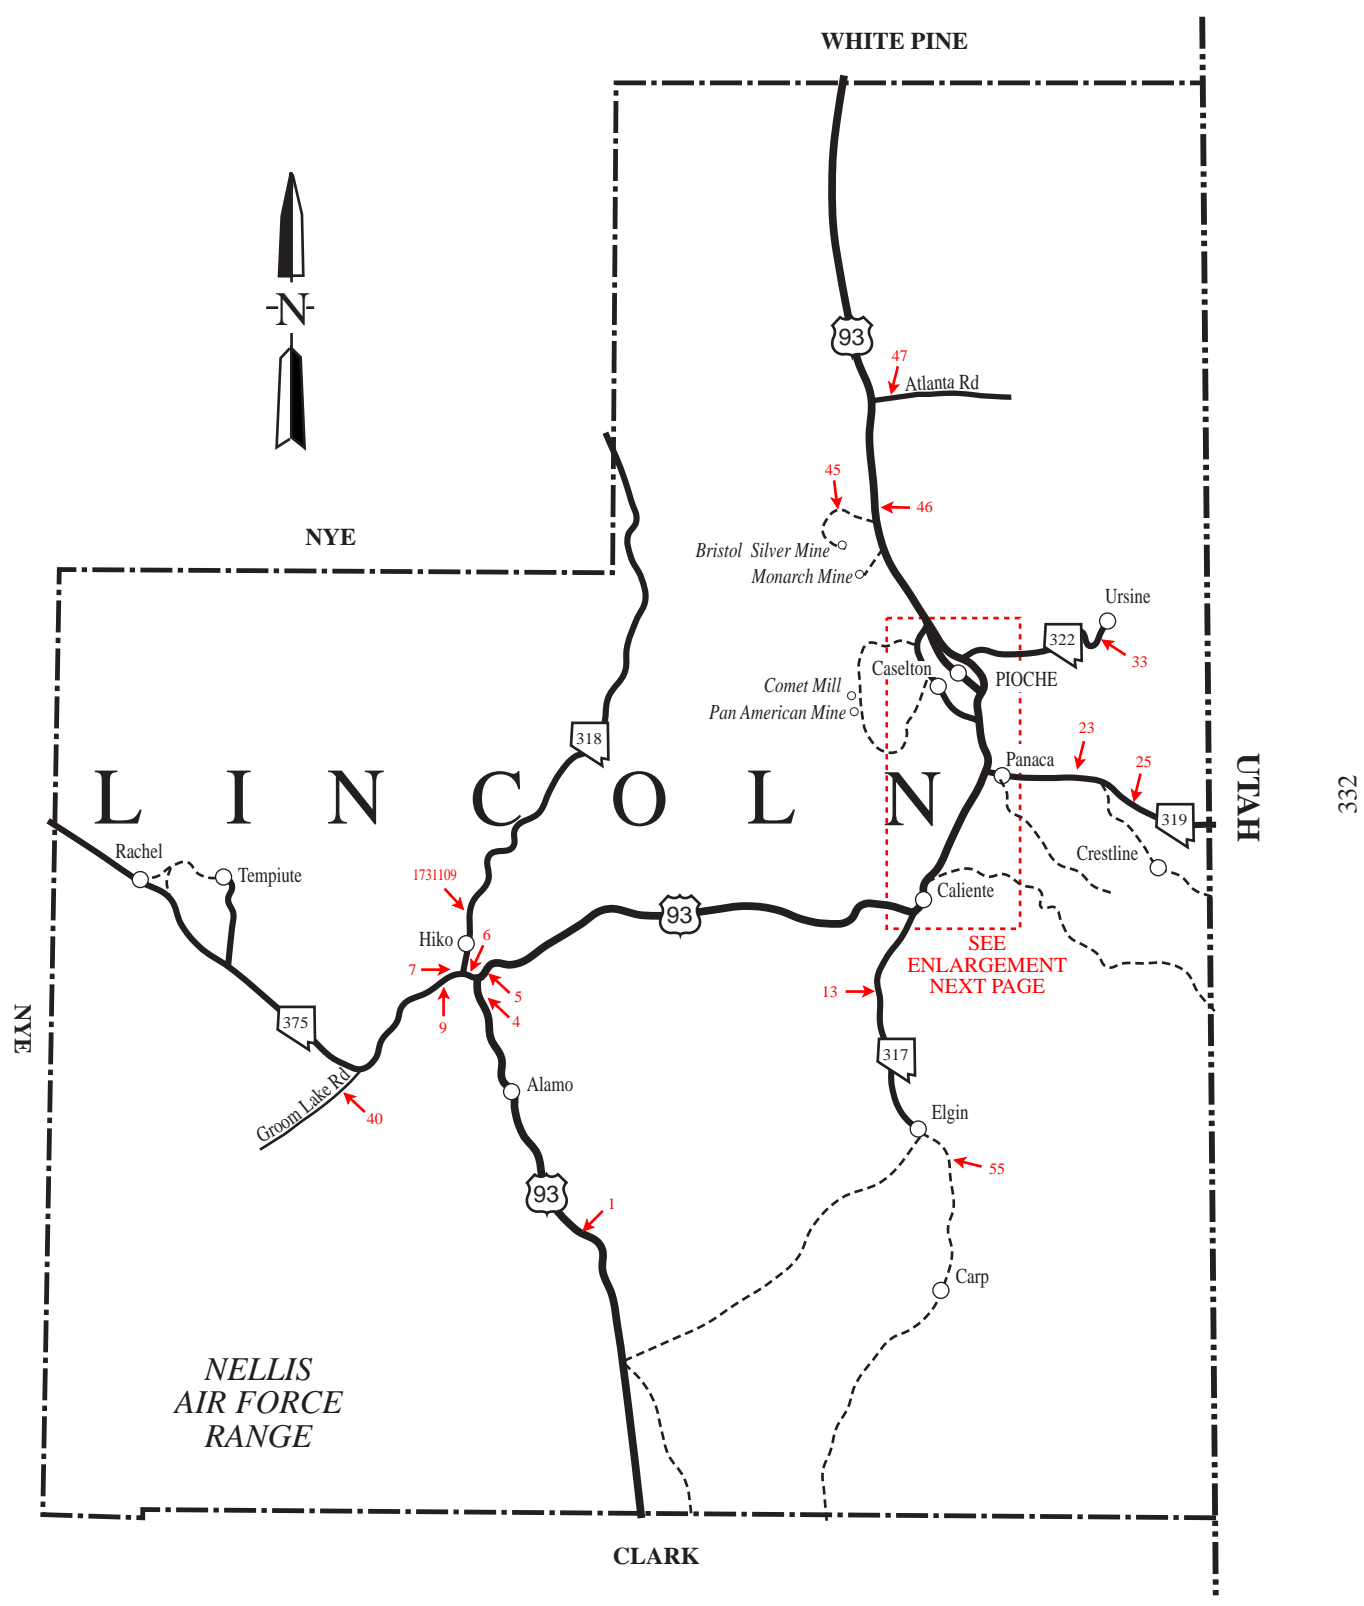 WHITE PINE
N
93
47
Atlanta Rd
45
46
NYE
Bristol Silver Mine
Monarch Mine
Ursine
322
33
Caselton
PIOCHE
Comet Mill
Pan American Mine
318
23
Panaca
25
UTAH
332
LINCOLN
319
Rachel
Tempiute
Crestline
1731109
Caliente
93
Hiko
6
7
SEE
ENLARGEMENT
NEXT PAGE
5
13
4
9
NYE
375
317
Alamo
Groom Lake Rd
40
Elgin
55
93
1
Carp
NELLIS
AIR FORCE
RANGE
CLARK